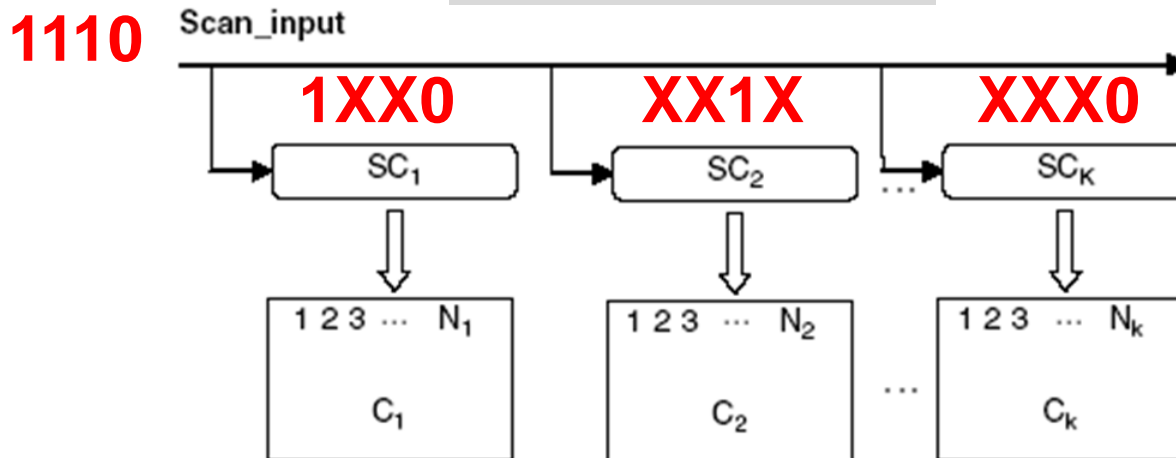 1110 Scan_input
1XX0 XX1X XXX0
SC₁ SC₂ ... SCK
1 2 3 ... N₁ 1 2 3 ... N₂ 1 2 3 ... Nₖ
C₁ C₂ ... Cₖ